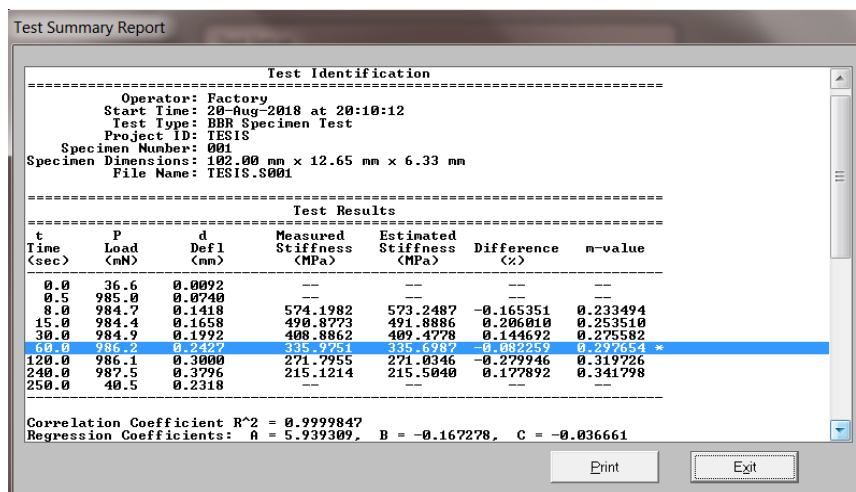 Test Summary Report
Test Identification
==========================================================================
Operator: Factory
Start Time: 20-Aug-2018 at 20:10:12
Test Type: BBR Specimen Test
Project ID: TESIS
Specimen Number: 001
Specimen Dimensions: 102.00 mm x 12.65 mm x 6.33 mm
File Name: TESIS.S001
==========================================================================
Test Results
==========================================================================
t P d Measured Estimated
Time Load Defl Stiffness Stiffness Difference m-value
(sec) (mN) (mm) (MPa) (MPa) (%)
--------------------------------------------------------------------------
0.0 36.6 0.0092 -- -- -- --
0.5 985.0 0.0740 -- -- -- --
8.0 984.7 0.1418 574.1982 573.2487 -0.165351 0.233494
15.0 984.4 0.1658 490.8773 491.8886 0.206010 0.253510
30.0 984.9 0.1992 408.8862 409.4778 0.144692 0.275582
60.0 986.2 0.2427 335.9751 335.6987 -0.082259 0.297654 *
120.0 986.1 0.3000 271.7955 271.0346 -0.279946 0.319726
240.0 987.5 0.3796 215.1214 215.5040 0.177892 0.341798
250.0 40.5 0.2318 -- -- -- --
--------------------------------------------------------------------------
Correlation Coefficient R^2 = 0.9999847
Regression Coefficients: A = 5.939309, B = -0.167278, C = -0.036661
Print Exit